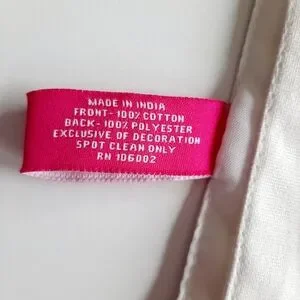 MADE IN INDIA
FRONT- 100% COTTON
BACK- 100% POLYESTER
EXCLUSIVE OF DECORATION
SPOT CLEAN ONLY
RN 106002